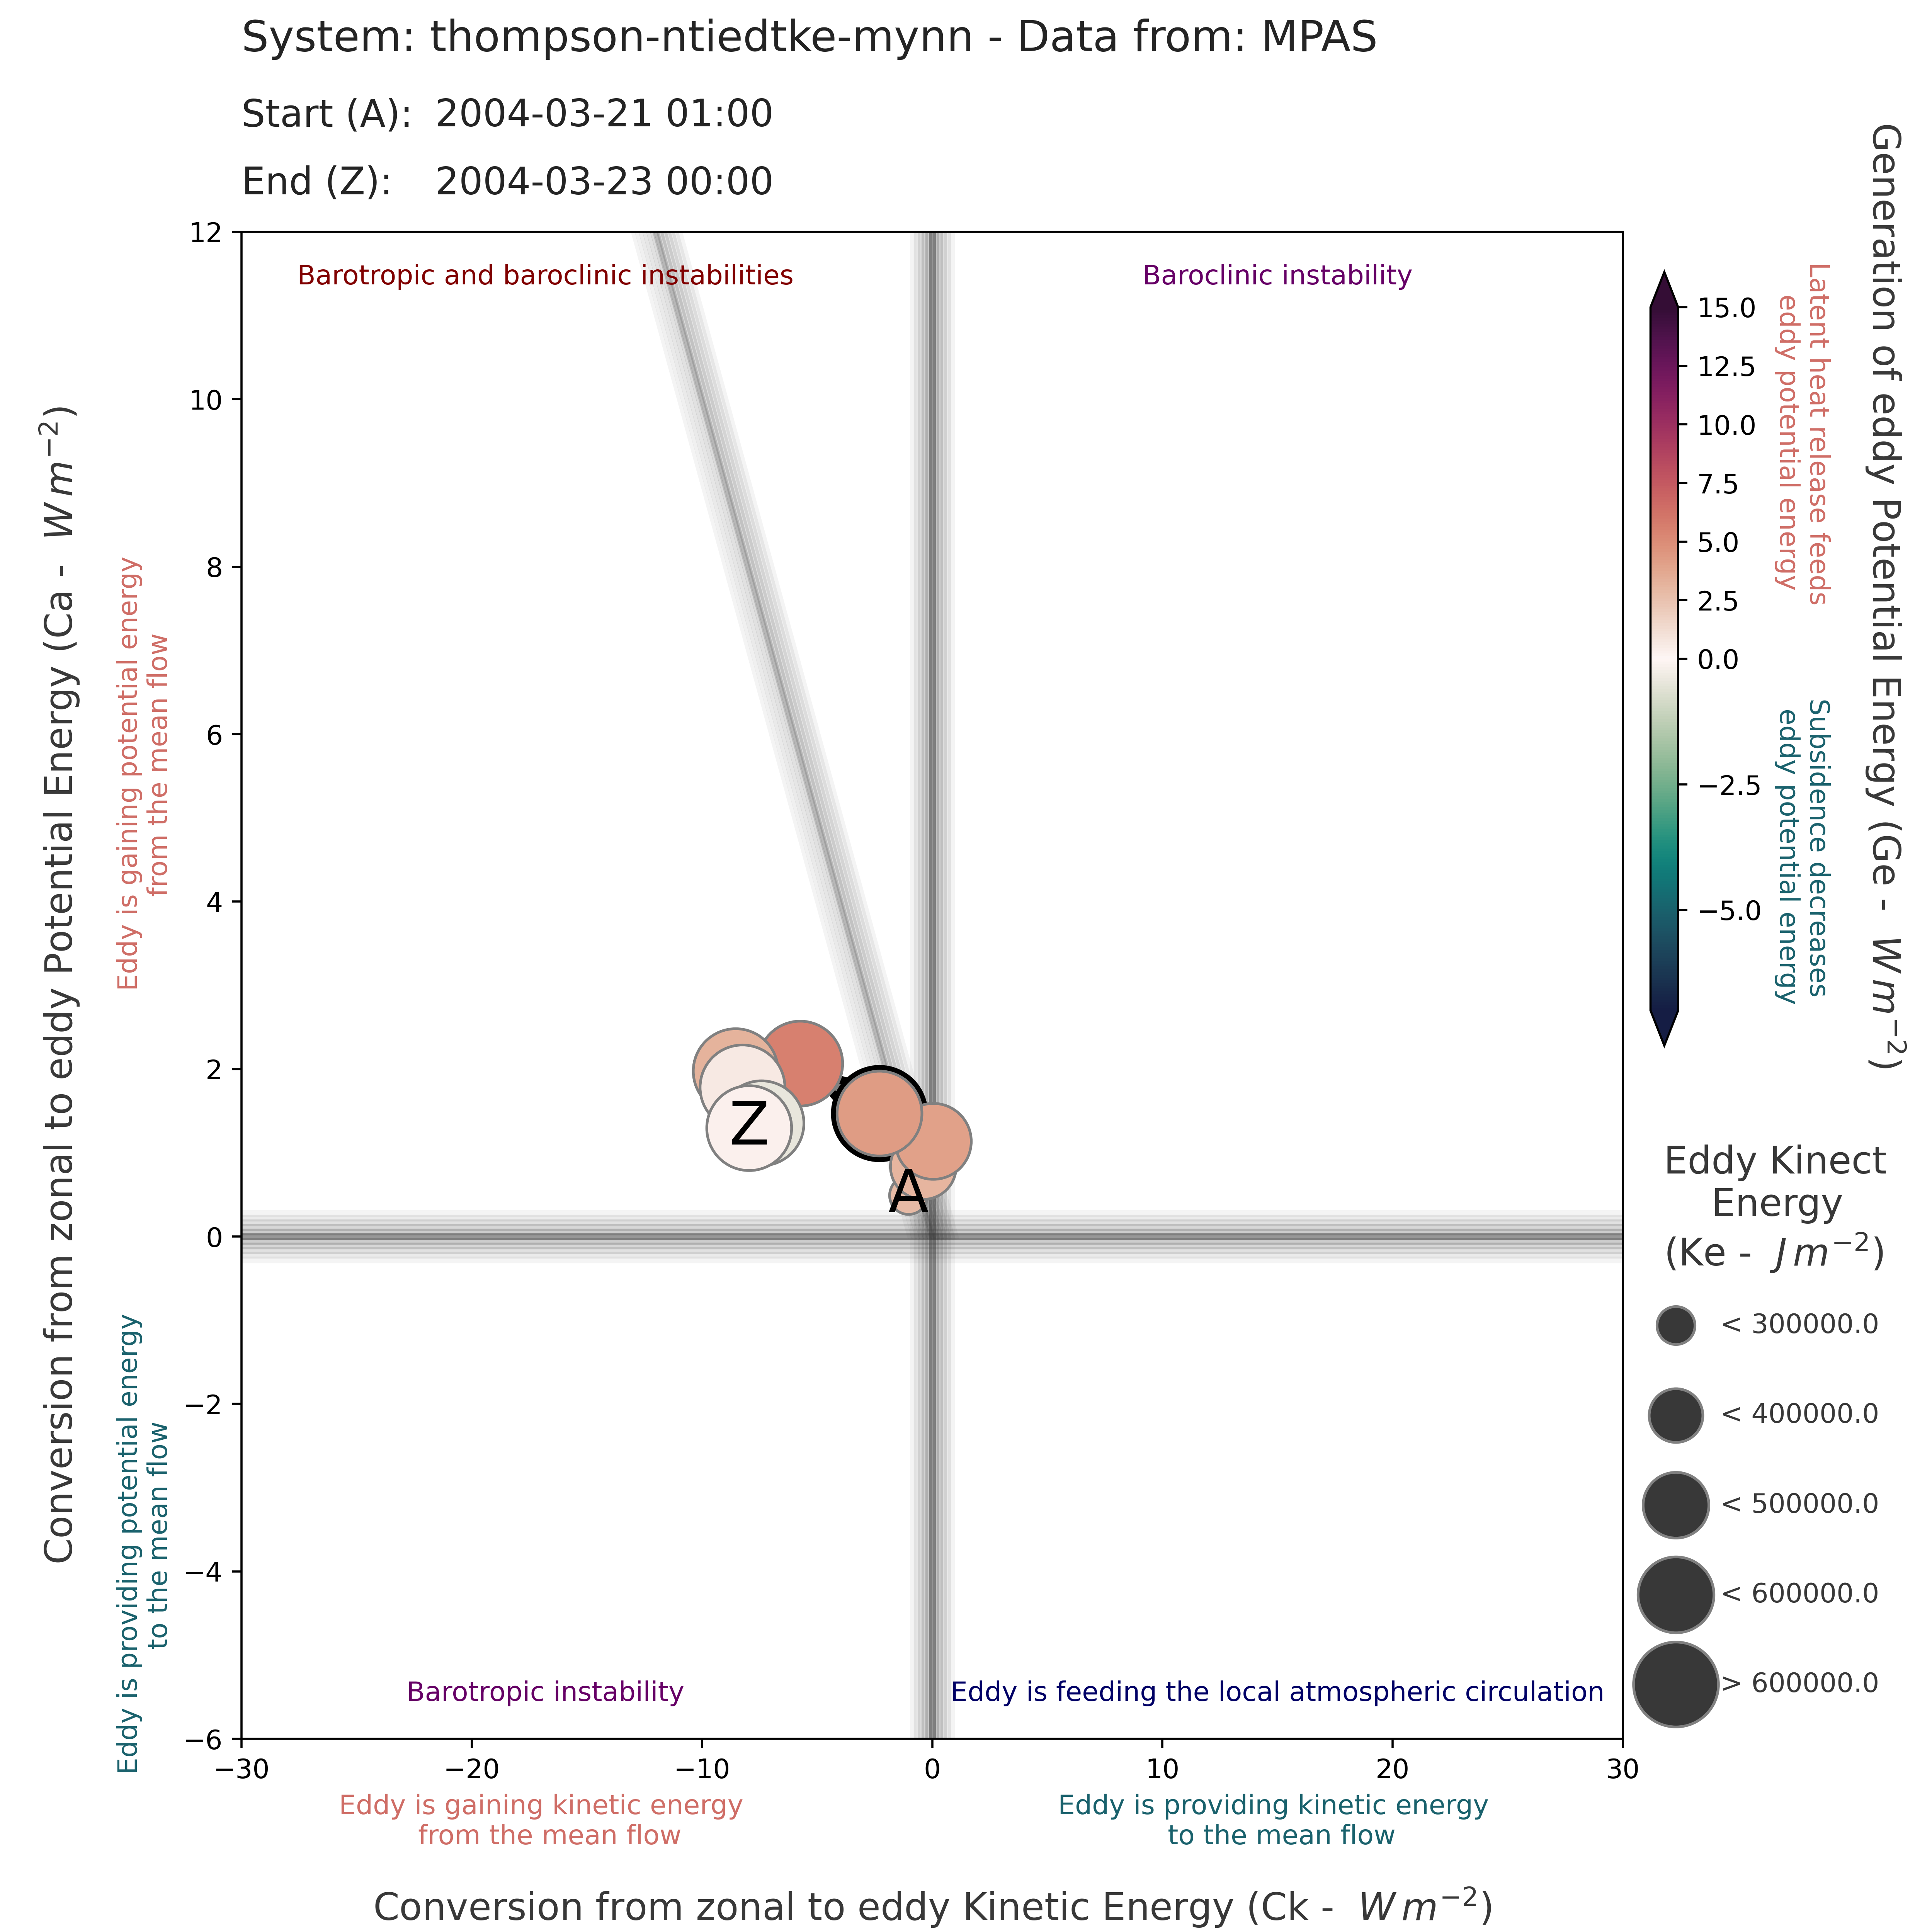 System: thompson-ntiedtke-mynn - Data from: MPAS
Start (A): 2004-03-21 01:00
End (Z): 2004-03-23 00:00
Conversion from zonal to eddy Potential Energy (Ca - W m⁻²)
Eddy is gaining potential energy
from the mean flow
Eddy is providing potential energy
to the mean flow
12
10
8
6
4
2
0
−2
−4
−6
Barotropic and baroclinic instabilities
Baroclinic instability
Z
A
Barotropic instability
Eddy is feeding the local atmospheric circulation
−30
−20
−10
0
10
20
30
Eddy is gaining kinetic energy
from the mean flow
Eddy is providing kinetic energy
to the mean flow
Conversion from zonal to eddy Kinetic Energy (Ck - W m⁻²)
15.0
12.5
10.0
7.5
5.0
2.5
0.0
−2.5
−5.0
Latent heat release feeds
eddy potential energy
Subsidence decreases
eddy potential energy
Generation of eddy Potential Energy (Ge - W m⁻²)
Eddy Kinect
Energy
(Ke - J m⁻²)
< 300000.0
< 400000.0
< 500000.0
< 600000.0
> 600000.0